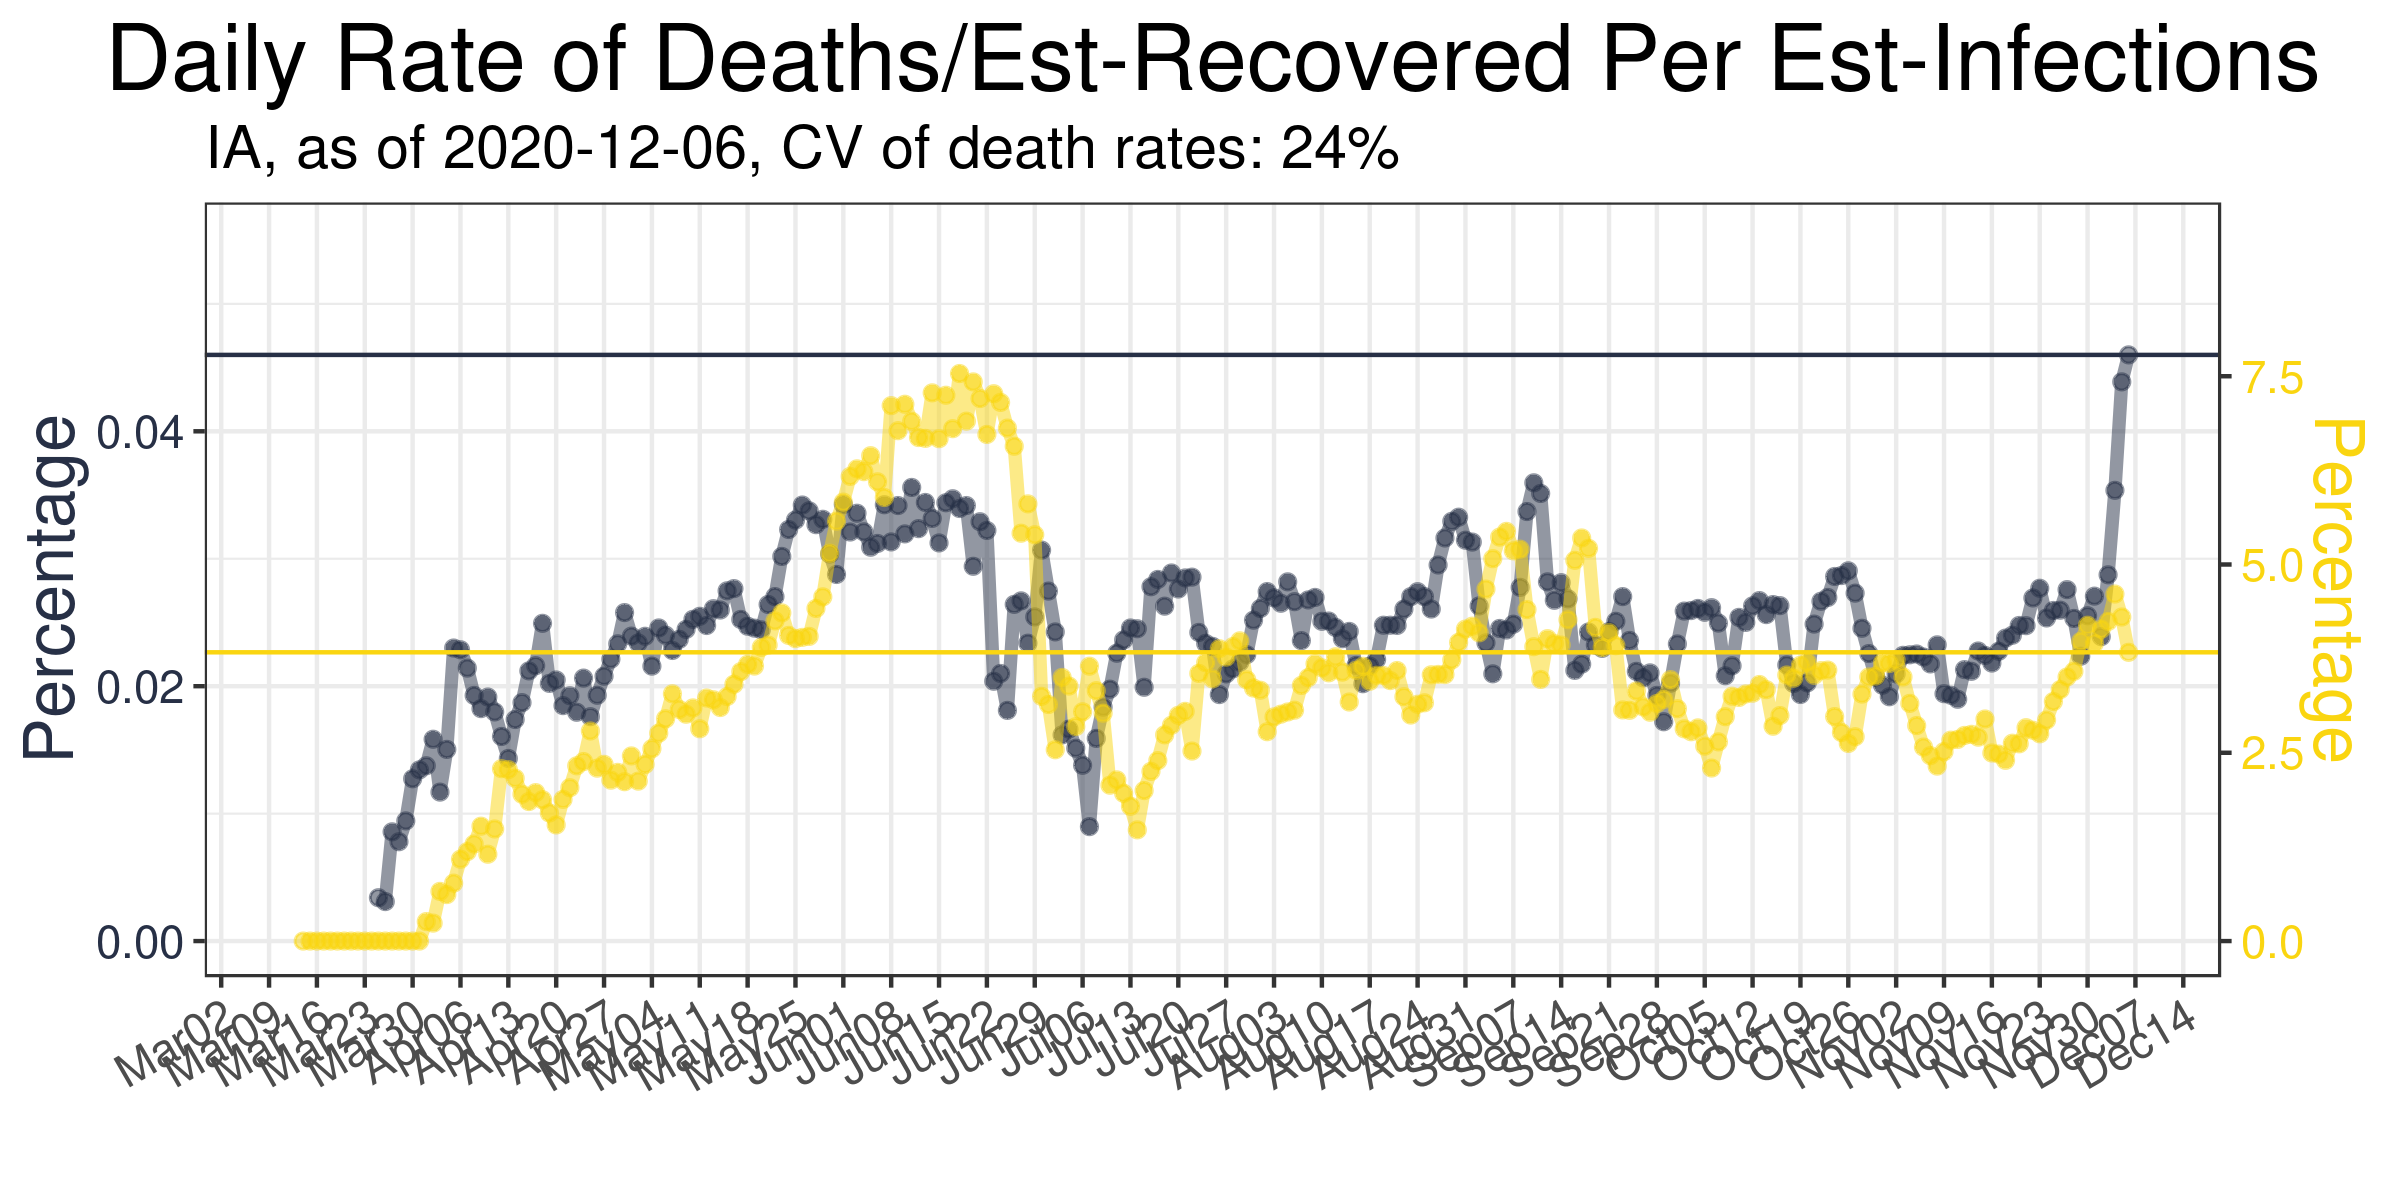 Daily Rate of Deaths/Est-Recovered Per Est-Infections
IA, as of 2020-12-06, CV of death rates: 24%
Percentage
0.04
0.02
0.00
7.5
5.0
2.5
0.0
Percentage
Mar02
Mar09
Mar16
Mar23
Mar30
Apr06
Apr13
Apr20
Apr27
May04
May11
May18
May25
Jun01
Jun08
Jun15
Jun22
Jun29
Jul06
Jul13
Jul20
Jul27
Aug03
Aug10
Aug17
Aug24
Aug31
Sep07
Sep14
Sep21
Sep28
Oct05
Oct12
Oct19
Oct26
Nov02
Nov09
Nov16
Nov23
Nov30
Dec07
Dec14